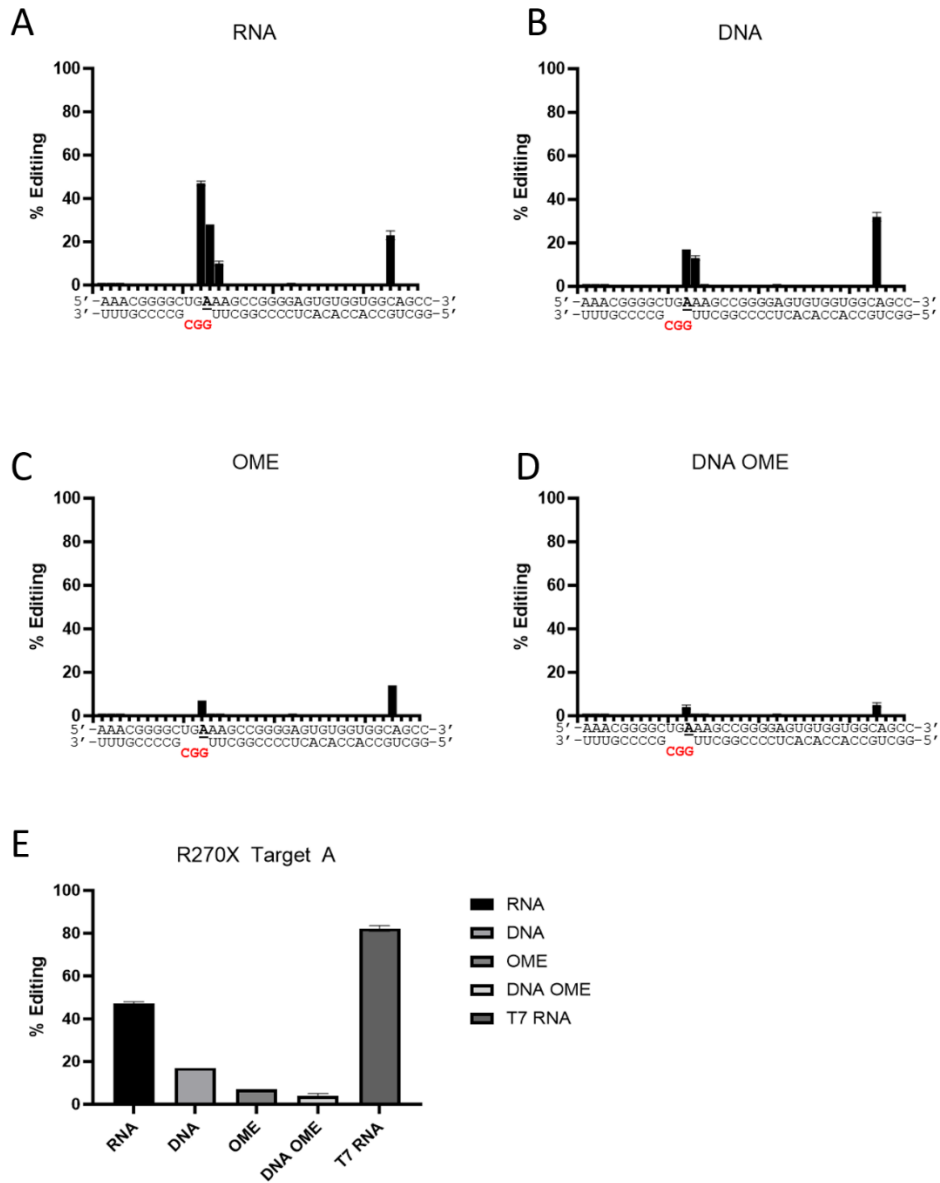 A
RNA
% Editiing
100
80
60
40
20
0
5′-AAACGGGGCUGAAAGCCGGGGAGUGUGGUGGCAGCC-3′
3′-UUUGCCCCG UUCGGCCCCUCACACCACCGUCGG-5′
CGG
B
DNA
% Editiing
100
80
60
40
20
0
5′-AAACGGGGCUGAAAGCCGGGGAGUGUGGUGGCAGCC-3′
3′-UUUGCCCCG UUCGGCCCCUCACACCACCGUCGG-5′
CGG
C
OME
% Editiing
100
80
60
40
20
0
5′-AAACGGGGCUGAAAGCCGGGGAGUGUGGUGGCAGCC-3′
3′-UUUGCCCCG UUCGGCCCCUCACACCACCGUCGG-5′
CGG
D
DNA OME
% Editiing
100
80
60
40
20
0
5′-AAACGGGGCUGAAAGCCGGGGAGUGUGGUGGCAGCC-3′
3′-UUUGCCCCG UUCGGCCCCUCACACCACCGUCGG-5′
CGG
E
R270X Target A
% Editing
100
80
60
40
20
0
RNA
DNA
OME
DNA OME
T7 RNA
RNA
DNA
OME
DNA OME
T7 RNA